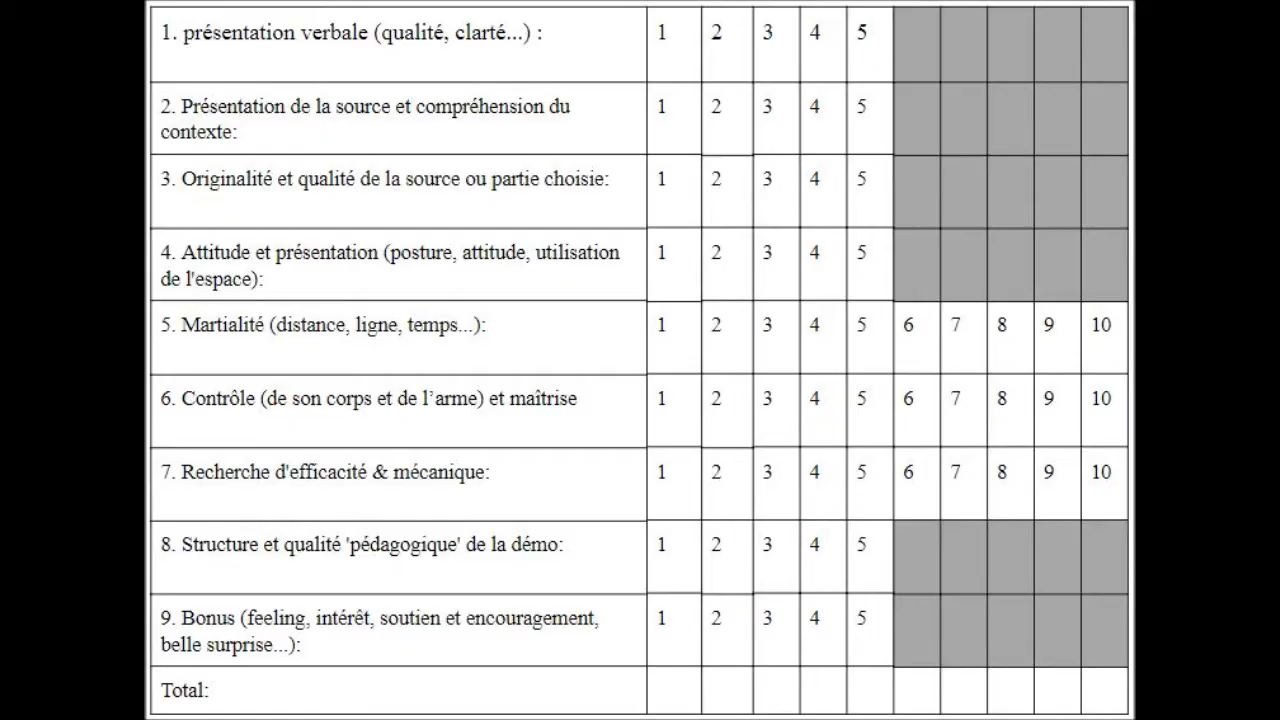 1. présentation verbale (qualité, clarté...) : 1 2 3 4 5
2. Présentation de la source et compréhension du 1 2 3 4 5
contexte:
3. Originalité et qualité de la source ou partie choisie: 1 2 3 4 5
4. Attitude et présentation (posture, attitude, utilisation 1 2 3 4 5
de l'espace):
5. Martialité (distance, ligne, temps...): 1 2 3 4 5 6 7 8 9 10
6. Contrôle (de son corps et de l’arme) et maîtrise 1 2 3 4 5 6 7 8 9 10
7. Recherche d'efficacité & mécanique: 1 2 3 4 5 6 7 8 9 10
8. Structure et qualité 'pédagogique' de la démo: 1 2 3 4 5
9. Bonus (feeling, intérêt, soutien et encouragement, 1 2 3 4 5
belle surprise...):
Total: